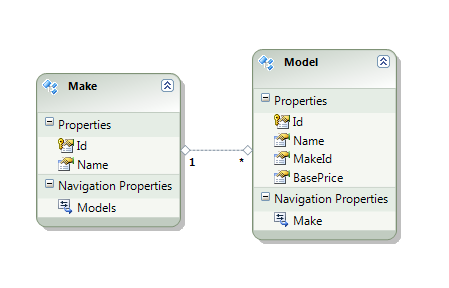 Make
Properties
Id
Name
Navigation Properties
Models
1
*
Model
Properties
Id
Name
MakeId
BasePrice
Navigation Properties
Make